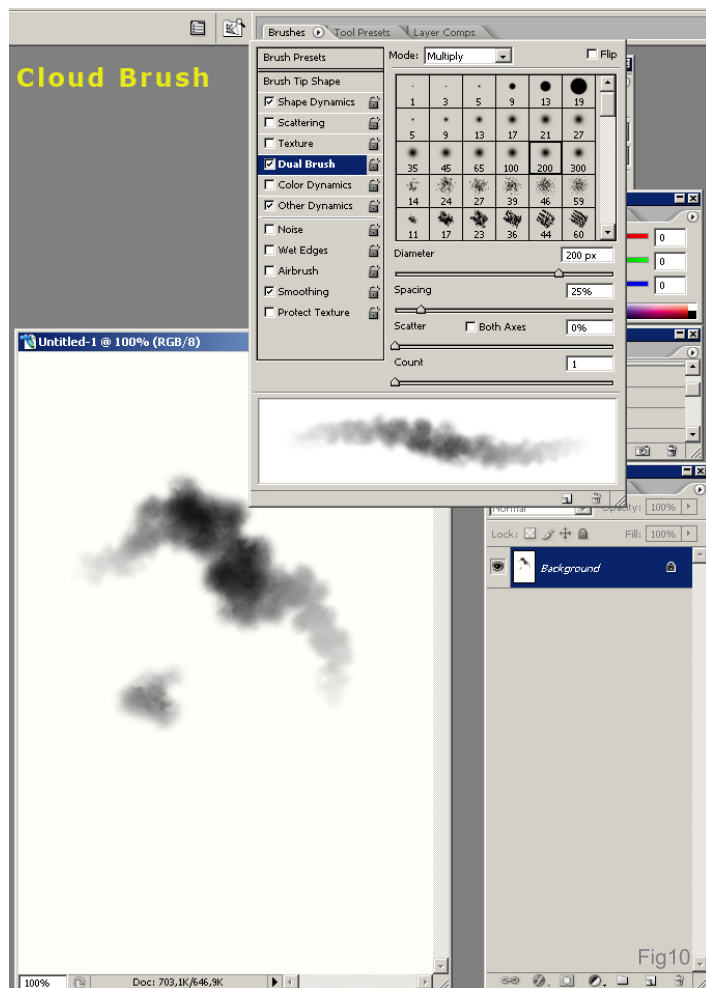 Brushes Tool Presets Layer Comps
Cloud Brush
Brush Presets
Mode: Multiply Flip
Brush Tip Shape
Shape Dynamics
Scattering
Texture
Dual Brush
Color Dynamics
Other Dynamics
Noise
Wet Edges
Airbrush
Smoothing
Protect Texture
1 3 5 9 13 19
5 9 13 17 21 27
35 45 65 100 200 300
14 24 27 39 46 59
11 17 23 36 44 60
Diameter 200 px
Spacing 25%
Scatter Both Axes 0%
Count 1
0
0
0
Untitled-1 @ 100% (RGB/8)
Normal Opacity: 100%
Lock: Fill: 100%
Background
Fig10
100% Doc: 703,1K/646,9K